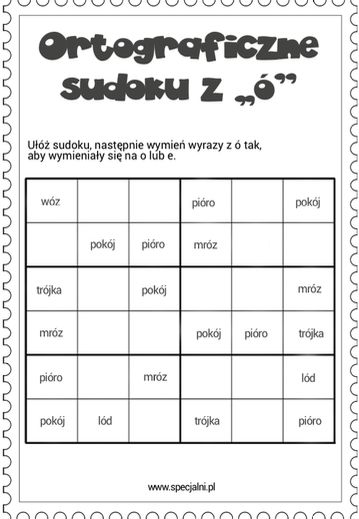 Ortograficzne
sudoku z „ó”
Ułóż sudoku, następnie wymień wyrazy z ó tak,
aby wymieniały się na o lub e.
wóz pióro pokój
pokój pióro mróz
trójka pokój mróz
mróz pokój pióro trójka
pióro mróz lód
pokój lód trójka pióro
www.specjalni.pl